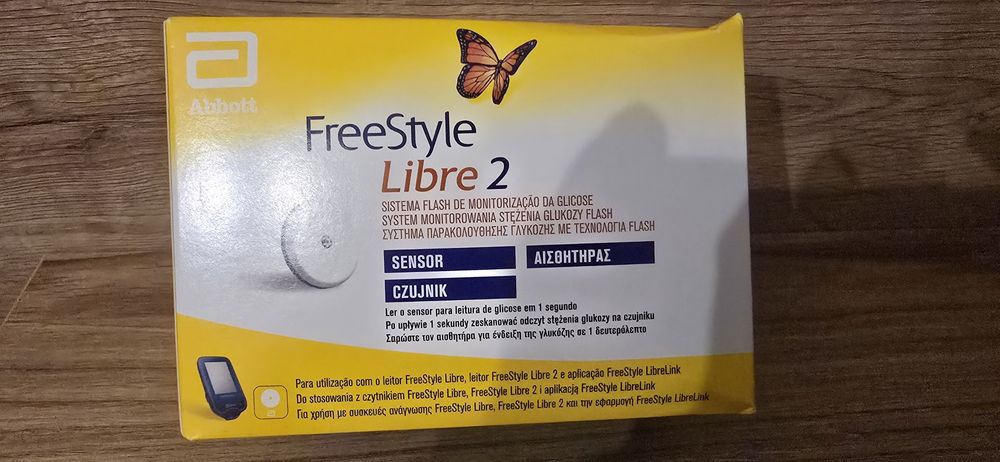 Abbott
FreeStyle
Libre 2
SISTEMA FLASH DE MONITORIZAÇÃO DA GLICOSE
SYSTEM MONITOROWANIA STĘŻENIA GLUKOZY FLASH
ΣΥΣΤΗΜΑ ΠΑΡΑΚΟΛΟΥΘΗΣΗΣ ΓΛΥΚΟΖΗΣ ΜΕ ΤΕΧΝΟΛΟΓΙΑ FLASH
SENSOR
ΑΙΣΘΗΤΗΡΑΣ
CZUJNIK
Ler o sensor para leitura de glicose em 1 segundo
Po upływie 1 sekundy zeskanować odczyt stężenia glukozy na czujniku
Σαρώστε τον αισθητήρα για ένδειξη της γλυκόζης σε 1 δευτερόλεπτο
Para utilização com o leitor FreeStyle Libre, leitor FreeStyle Libre 2 e aplicação FreeStyle LibreLink
Do stosowania z czytnikiem FreeStyle Libre, FreeStyle Libre 2 i aplikacją FreeStyle LibreLink
Για χρήση με συσκευές ανάγνωσης FreeStyle Libre, FreeStyle Libre 2 και την εφαρμογή FreeStyle LibreLink